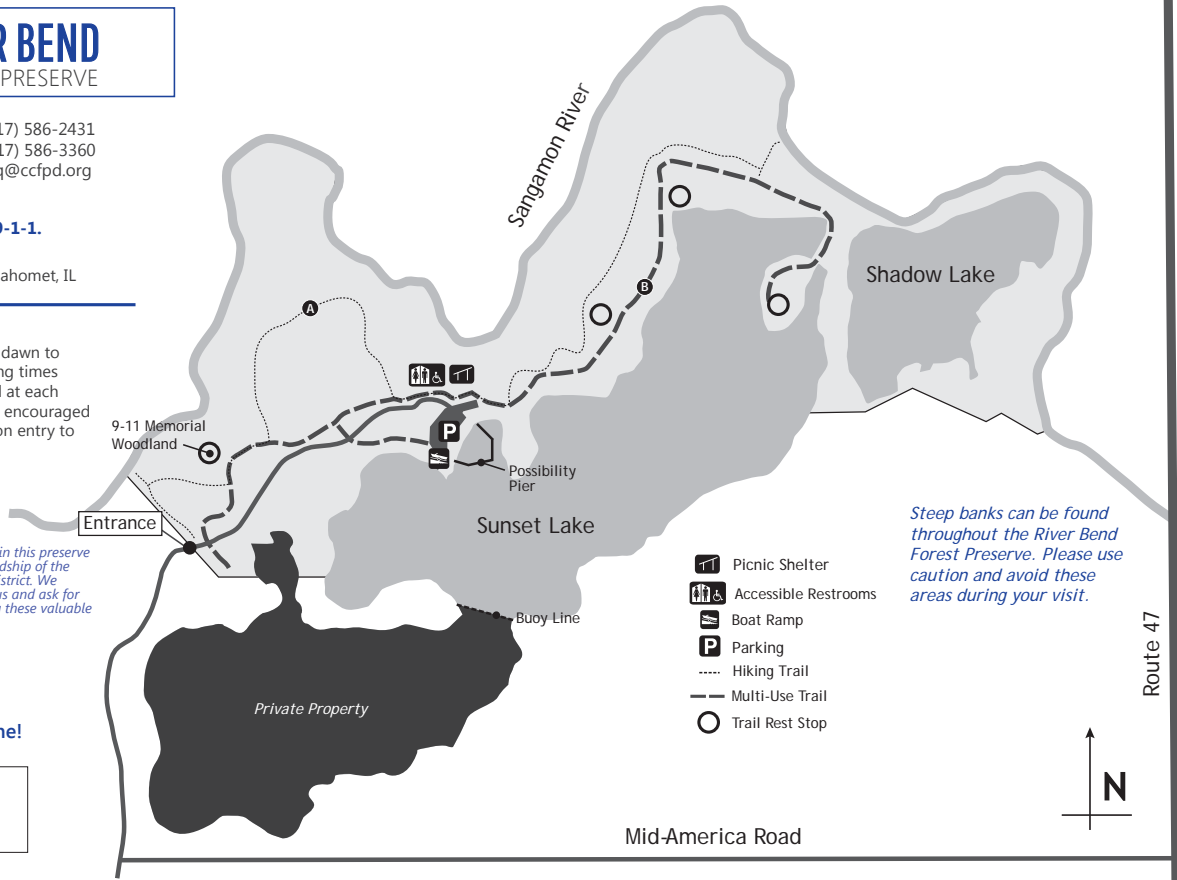 R BEND
PRESERVE
17) 586-2431
17) 586-3360
q@ccfpd.org
9-1-1.
ahomet, IL
dawn to
ng times
d at each
encouraged
on entry to
in this preserve
dship of the
istrict. We
us and ask for
g these valuable
ne!
Sangamon River
A
B
Shadow Lake
9-11 Memorial
Woodland
P
Possibility
Pier
Entrance
Sunset Lake
Buoy Line
Private Property
Picnic Shelter
Accessible Restrooms
Boat Ramp
P Parking
Hiking Trail
Multi-Use Trail
Trail Rest Stop
Steep banks can be found
throughout the River Bend
Forest Preserve. Please use
caution and avoid these
areas during your visit.
Route 47
N
Mid-America Road